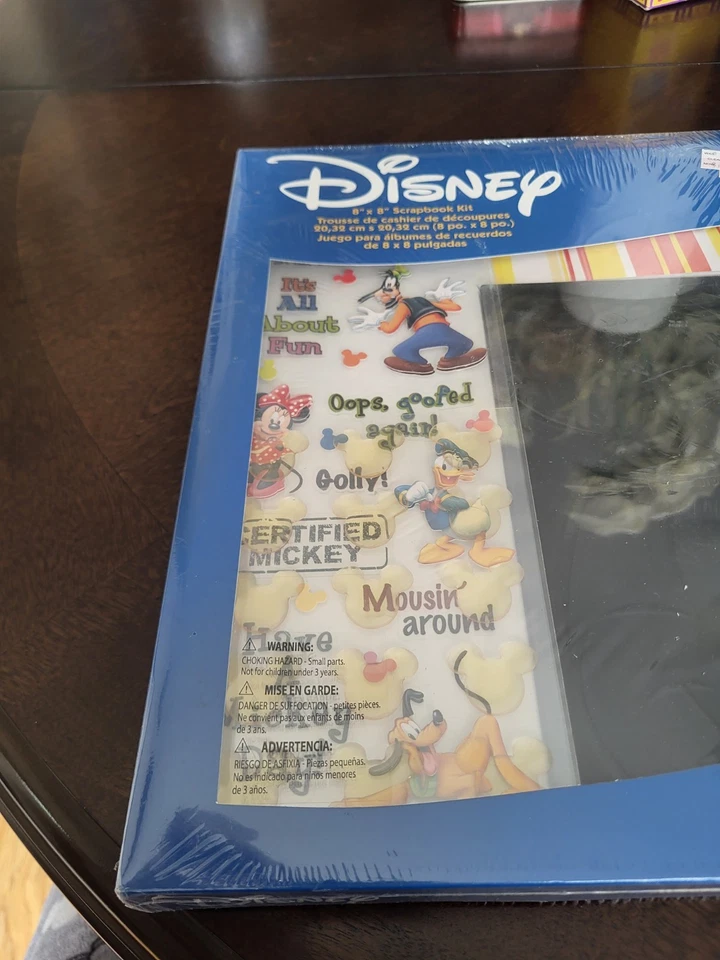 Disney
8" x 8" Scrapbook Kit
Trousse de cashier de découpures
20,32 cm s 20,32 cm (8 po. x 8 po.)
Juego para álbumes de recuerdos
de 8 x 8 pulgadas
It's
All
About
Fun
Oops, goofed
again!
Golly!
CERTIFIED
MICKEY
Mousin'
around
Have
Day
WARNING:
CHOKING HAZARD - Small parts.
Not for children under 3 years.
MISE EN GARDE:
DANGER DE SUFFOCATION - petites pièces.
Ne convient pas aux enfants de moins
de 3 ans.
ADVERTENCIA:
RIESGO DE ASFIXIA - Piezas pequeñas.
No es indicado para niños menores
de 3 años.
Disney